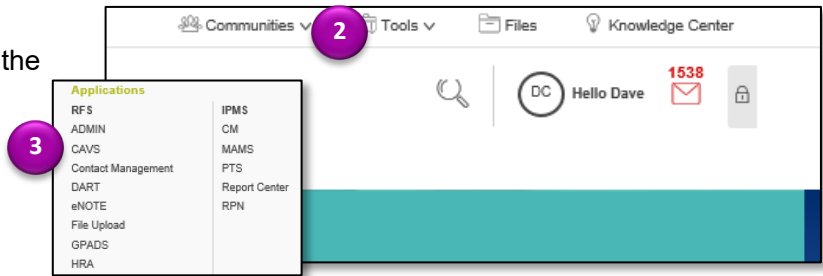 Communities 2 Tools Files Knowledge Center
the
1538
DC Hello Dave
Applications
RFS IPMS
ADMIN CM
3 CAVS MAMS
Contact Management PTS
DART Report Center
eNOTE RPN
File Upload
GPADS
HRA